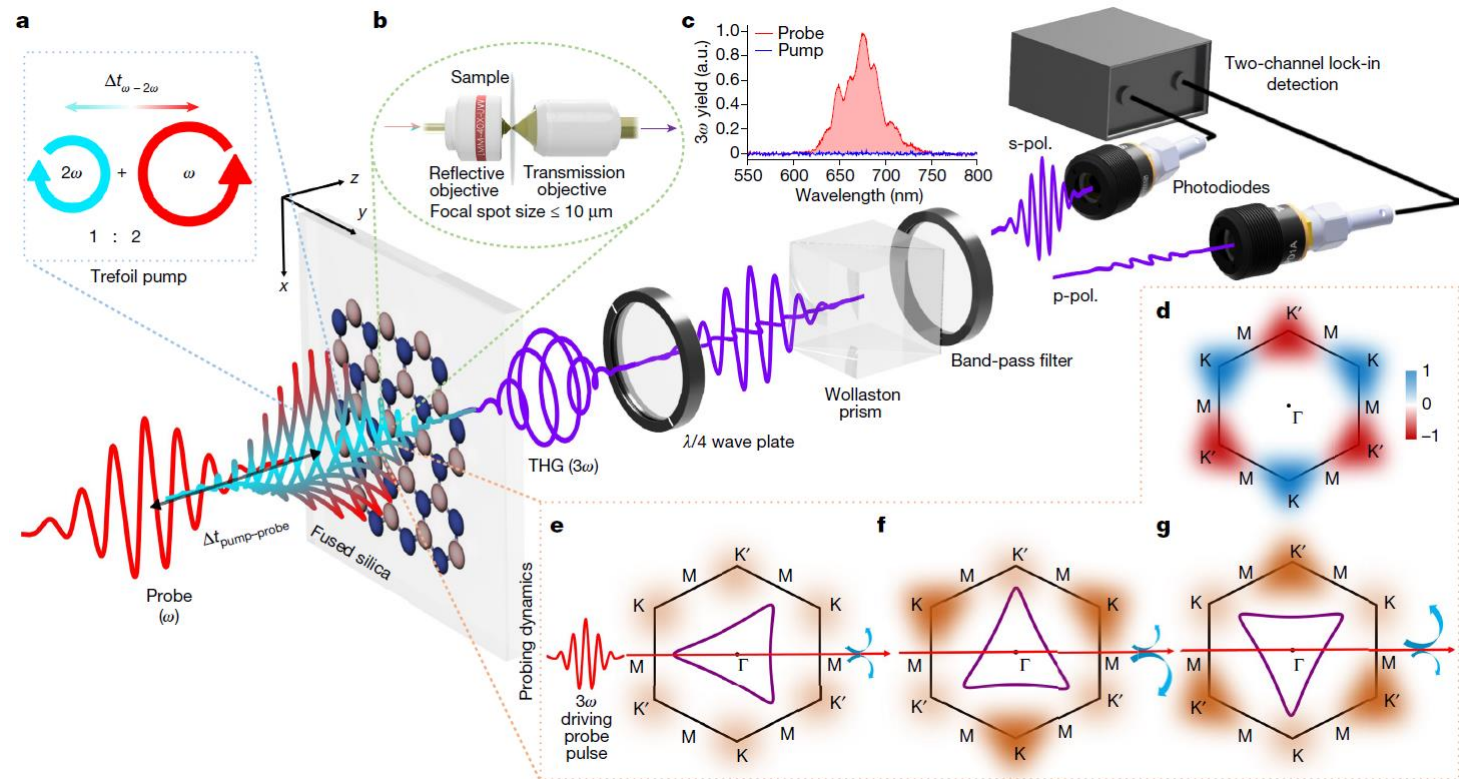 a
Δt ω – 2ω
2ω
+
ω
1 : 2
Trefoil pump
b
Sample
Reflective
objective
Transmission
objective
Focal spot size ≤ 10 μm
c
3ω yield (a.u.)
1.0
0.8
0.6
0.4
0.2
0
Probe
Pump
550 600 650 700 750 800
Wavelength (nm)
Two-channel lock-in
detection
s-pol.
Photodiodes
p-pol.
z
y
x
Band-pass filter
Wollaston
prism
λ/4 wave plate
THG (3ω)
Δt pump–probe
Fused silica
Probe
(ω)
Probing dynamics
d
K′
M M
K K
M M
Γ
K′ K′
M M
K
1
0
–1
e
K′
M M
K K
M M
Γ
K′ K′
M M
K
3ω
driving
probe
pulse
f
K′
M M
K K
M M
Γ
K′ K′
M M
K
g
K′
M M
K K
M M
Γ
K′ K′
M M
K